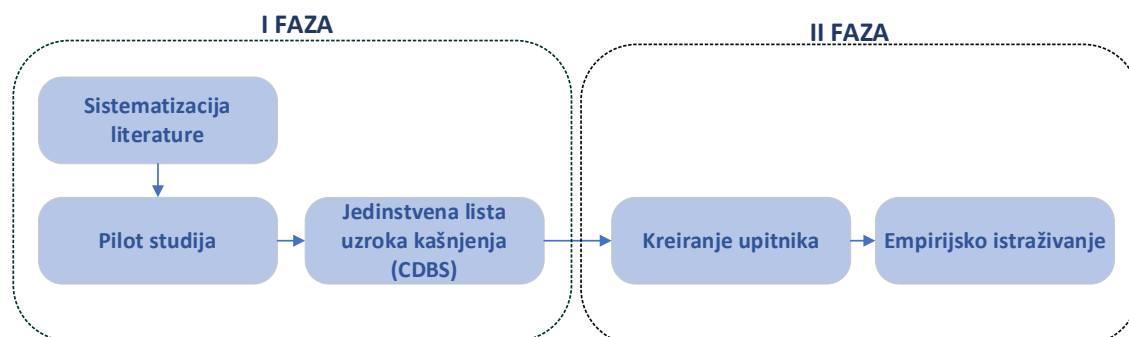 I FAZA
II FAZA
Sistematizacija
literature
Pilot studija
Jedinstvena lista
uzroka kašnjenja
(CDBS)
Kreiranje upitnika
Empirijsko istraživanje